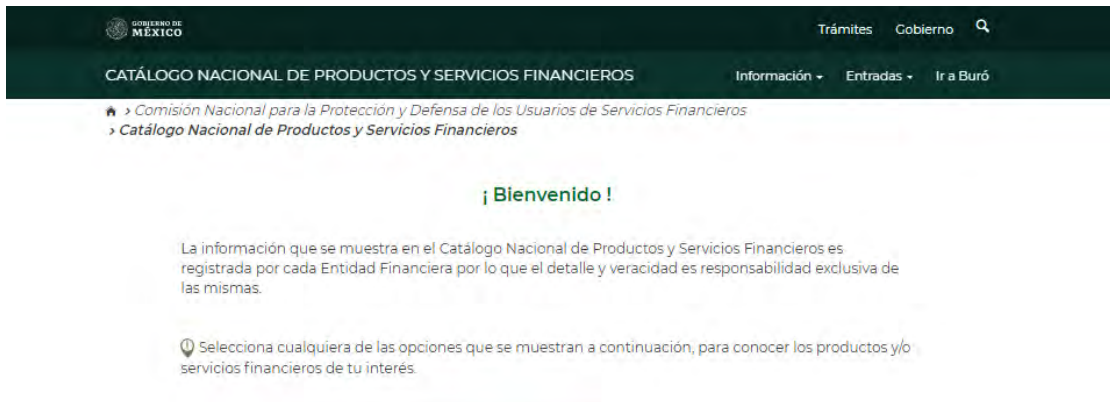 GOBIERNO DE
MÉXICO
Trámites Gobierno
CATÁLOGO NACIONAL DE PRODUCTOS Y SERVICIOS FINANCIEROS Información Entradas Ir a Buró
> Comisión Nacional para la Protección y Defensa de los Usuarios de Servicios Financieros
> Catálogo Nacional de Productos y Servicios Financieros
¡ Bienvenido !
La información que se muestra en el Catálogo Nacional de Productos y Servicios Financieros es
registrada por cada Entidad Financiera por lo que el detalle y veracidad es responsabilidad exclusiva de
las mismas.
Selecciona cualquiera de las opciones que se muestran a continuación, para conocer los productos y/o
servicios financieros de tu interés.